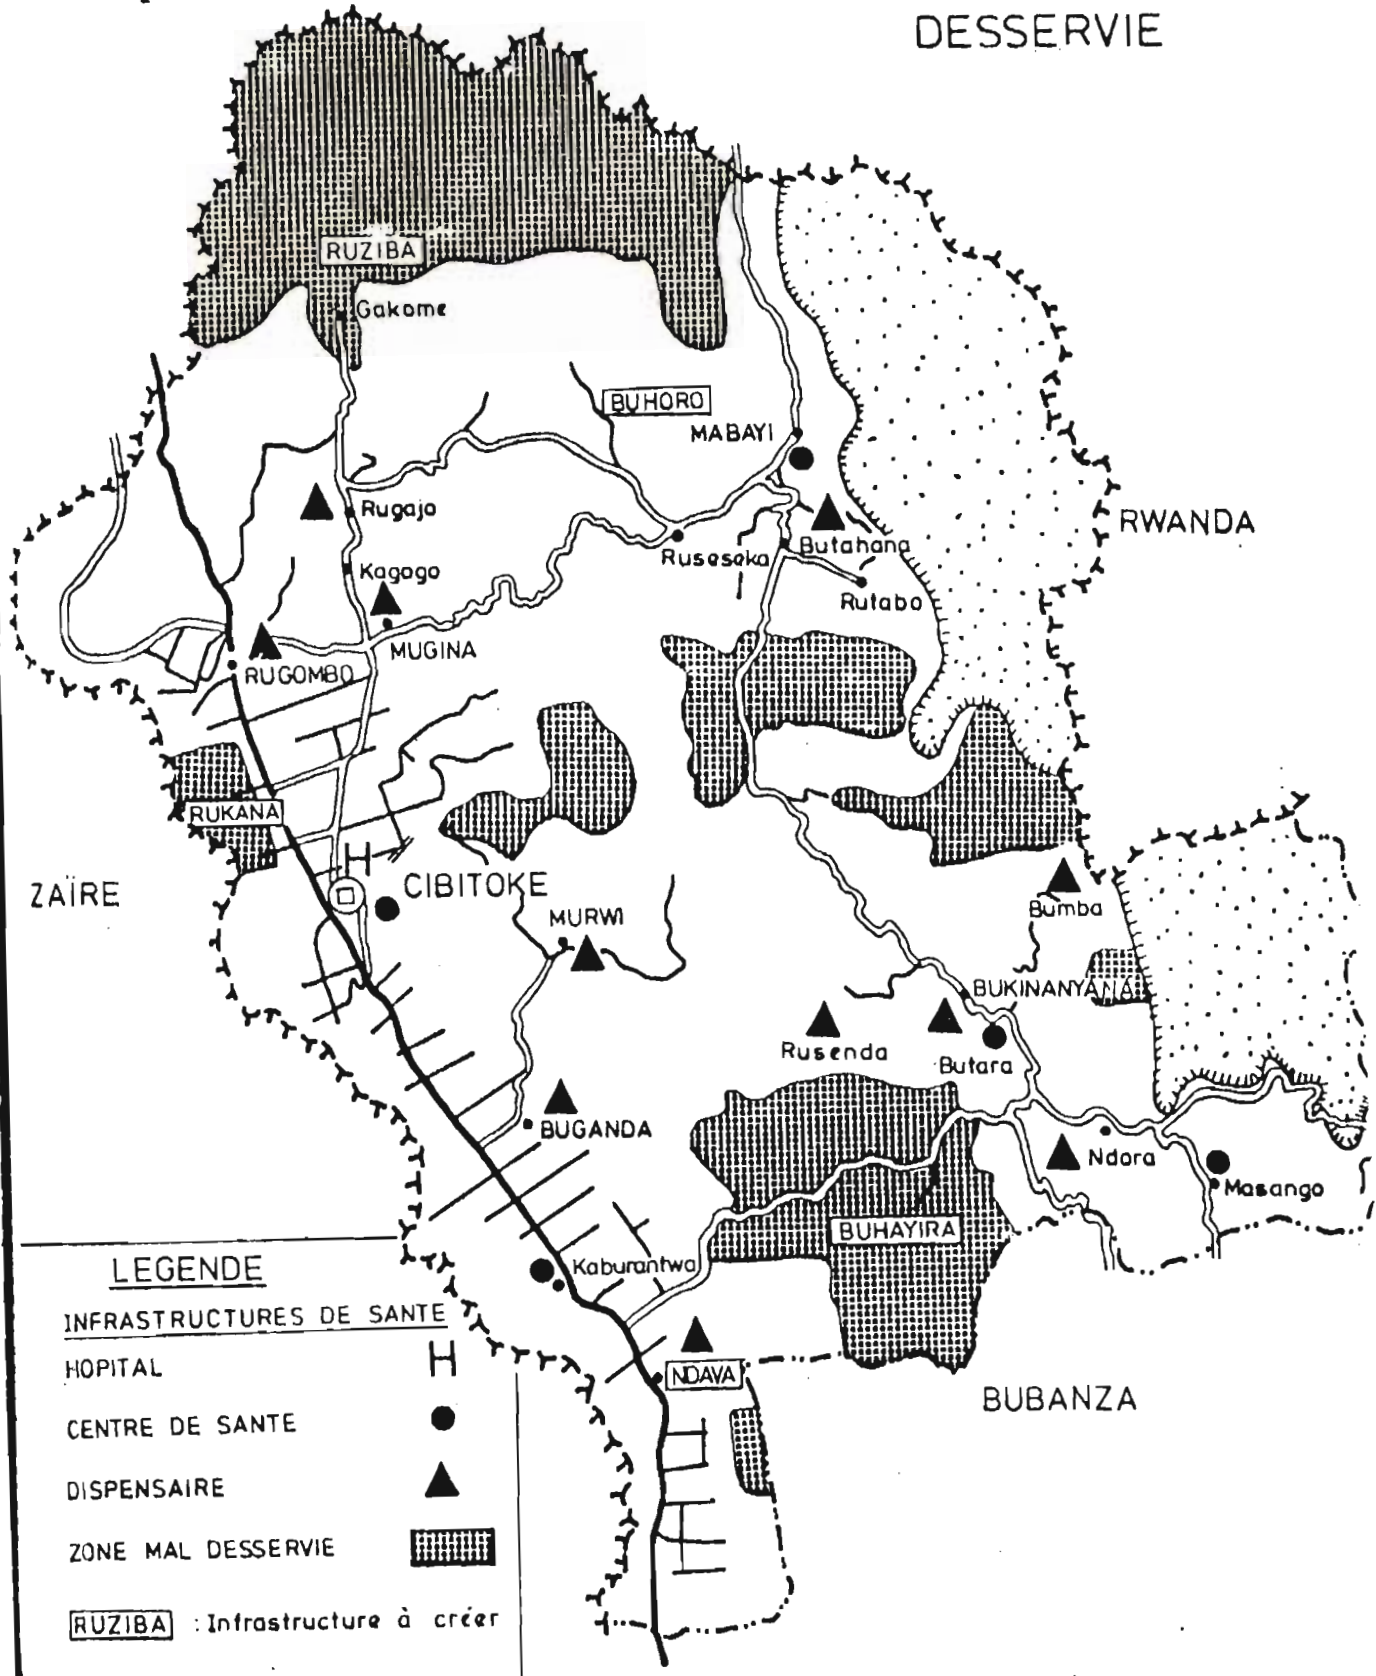 DESSERVIE
RUZIBA
Gakome
BUHORO
MABAYI
RWANDA
Rugajo
Ruseseka
Butahana
Kagogo
Rutabo
MUGINA
RUGOMBO
RUKANA
H
ZAÏRE
CIBITOKE
MURWI
Bumba
BUKINANYANA
Rusenda
Butara
BUGANDA
Ndora
Masango
BUHAYIRA
Kaburantwa
NDAVA
BUBANZA
LEGENDE
INFRASTRUCTURES DE SANTE
HOPITAL H
CENTRE DE SANTE
DISPENSAIRE
ZONE MAL DESSERVIE
RUZIBA : Infrastructure à créer